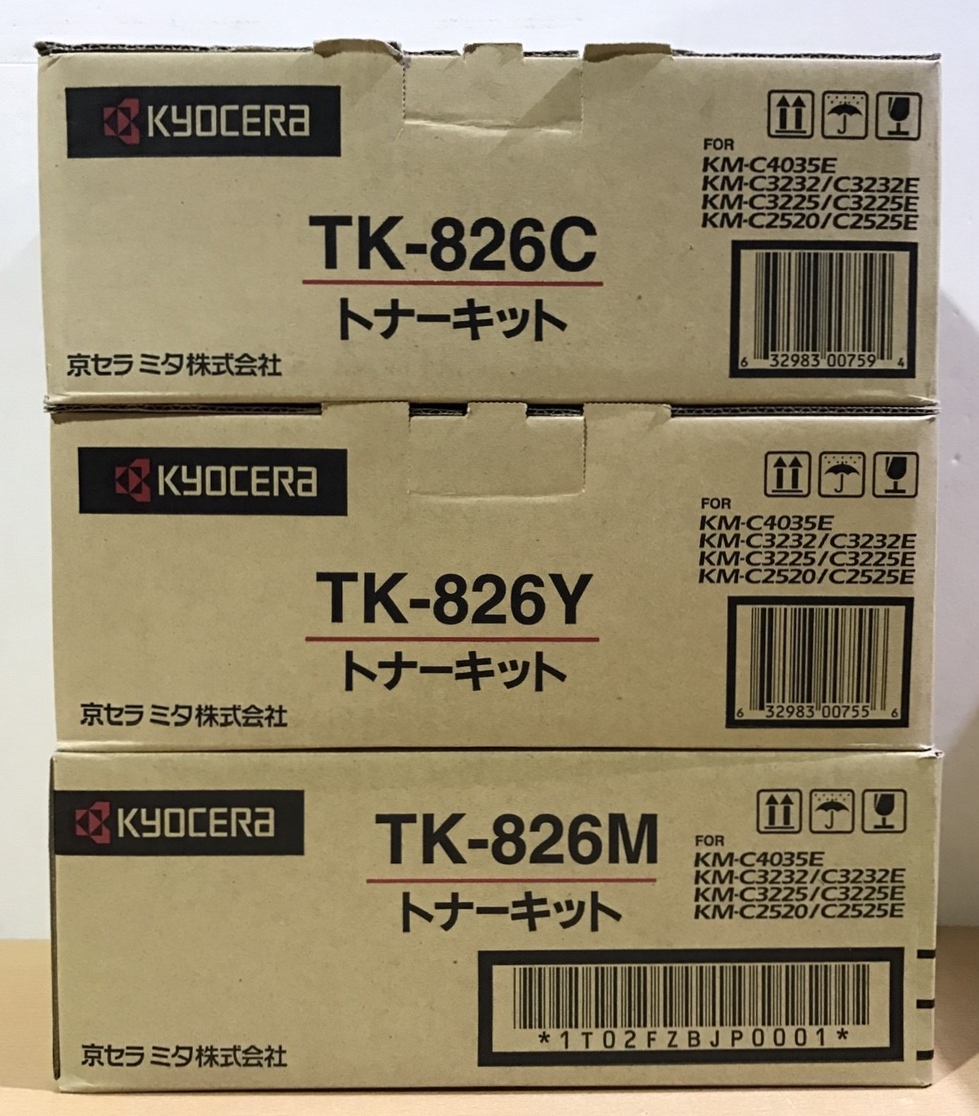 KYOCERA
FOR
KM-C4035E
KM-C3232/C3232E
KM-C3225/C3225E
KM-C2520/C2525E
TK-826C
トナーキット
京セラ ミタ株式会社
6 32983 00759 4
KYOCERA
FOR
KM-C4035E
KM-C3232/C3232E
KM-C3225/C3225E
KM-C2520/C2525E
TK-826Y
トナーキット
京セラ ミタ株式会社
6 32983 00755 6
KYOCERA
TK-826M
FOR
KM-C4035E
KM-C3232/C3232E
KM-C3225/C3225E
KM-C2520/C2525E
トナーキット
*1T02FZBJP0001*
京セラ ミタ株式会社